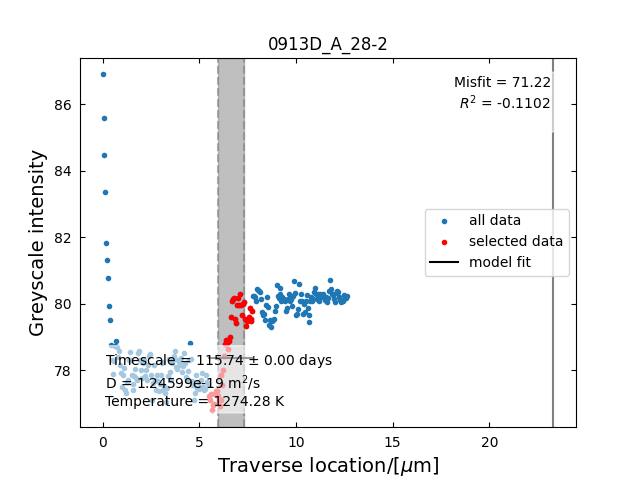 0913D_A_28-2
Misfit = 71.22
R² = -0.1102
86
84
82
80
78
Greyscale intensity
all data
selected data
model fit
Timescale = 115.74 ± 0.00 days
D = 1.24599e-19 m²/s
Temperature = 1274.28 K
0 5 10 15 20
Traverse location/[μm]